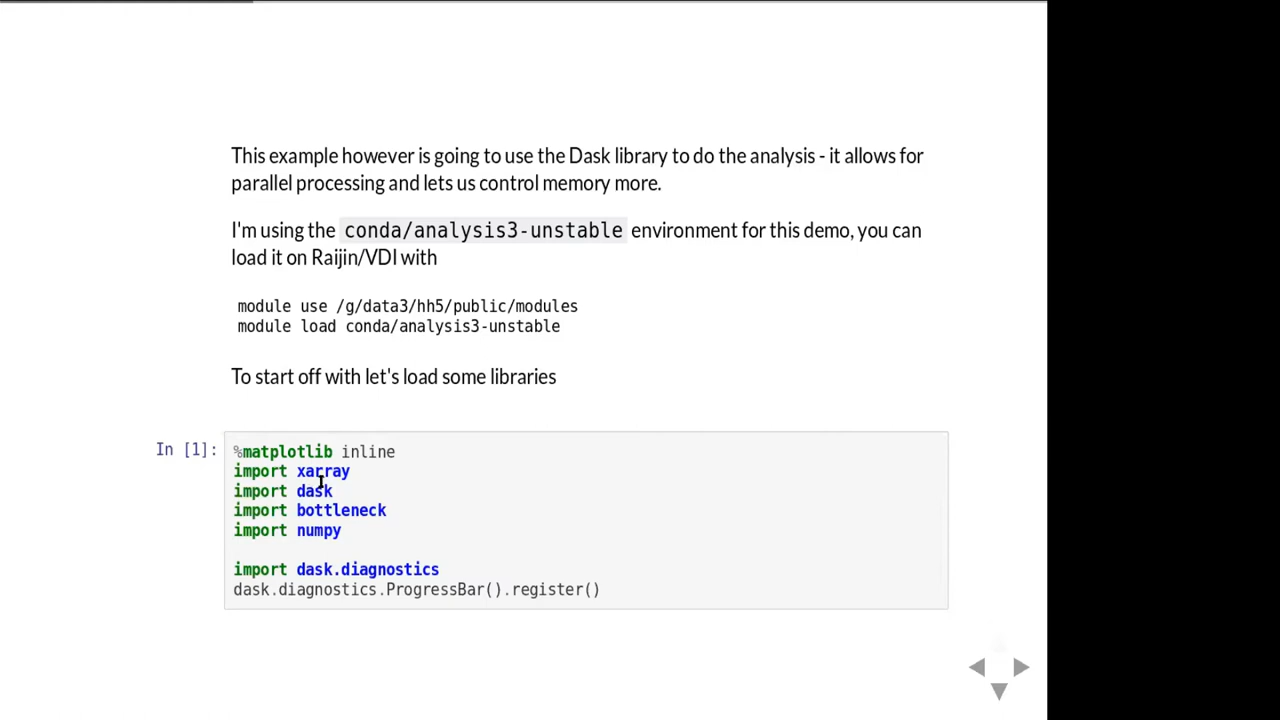 This example however is going to use the Dask library to do the analysis - it allows for
parallel processing and lets us control memory more.
I'm using the conda/analysis3-unstable environment for this demo, you can
load it on Raijin/VDI with
module use /g/data3/hh5/public/modules
module load conda/analysis3-unstable
To start off with let's load some libraries
In [1]: %matplotlib inline
import xarray
import dask
import bottleneck
import numpy
import dask.diagnostics
dask.diagnostics.ProgressBar().register()